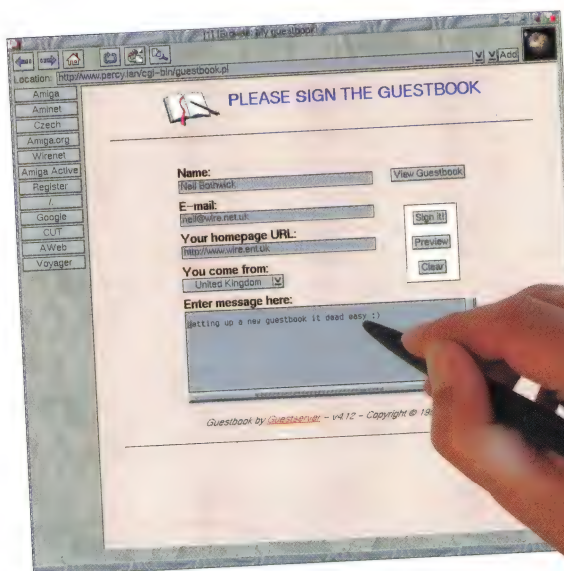 My guestbook
Add
Location: http://www.percy.lan/cgi-bin/guestbook.pl
Amiga
Aminet
Czech
Amiga.org
Wirenet
Amiga Active
Register
/.
Google
CUT
AWeb
Voyager
PLEASE SIGN THE GUESTBOOK
Name:
Neil Bothwick
View Guestbook
E-mail:
neil@wire.net.uk
Sign it!
Your homepage URL:
http://www.wire.ent.uk
Preview
You come from:
Clear
United Kingdom
Enter message here:
Setting up a new guestbook it dead easy :)
Guestbook by Guestserver - v4.12 - Copyright © 19